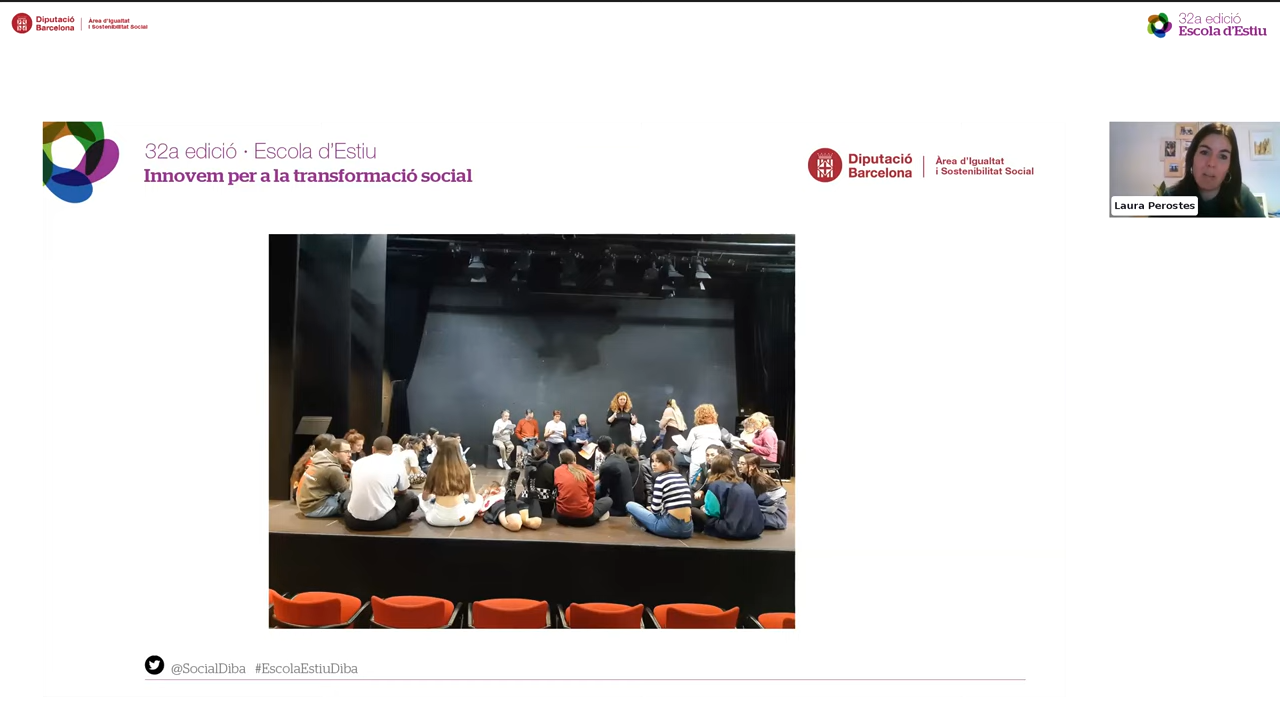 Diputació
Barcelona
Àrea d'Igualtat
i Sostenibilitat Social
32a edició
Escola d'Estiu
32a edició · Escola d'Estiu
Innovem per a la transformació social
Diputació
Barcelona
Àrea d'Igualtat
i Sostenibilitat Social
Laura Perostes
@SocialDiba #EscolaEstiuDiba